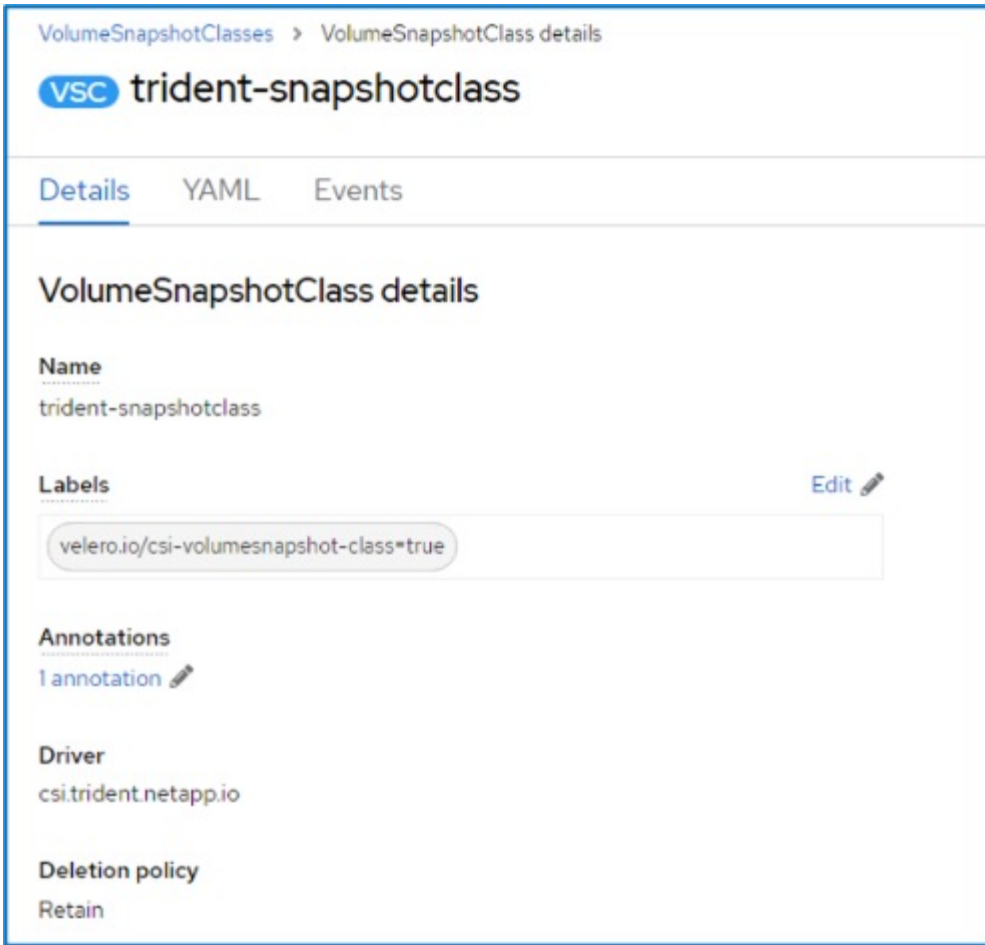 VolumeSnapshotClasses > VolumeSnapshotClass details
VSC trident-snapshotclass
Details YAML Events
VolumeSnapshotClass details
Name
trident-snapshotclass
Labels Edit
velero.io/csi-volumesnapshot-class=true
Annotations
1 annotation
Driver
csi.trident.netapp.io
Deletion policy
Retain